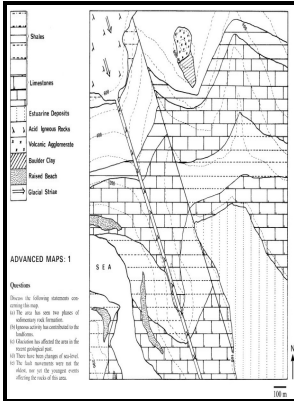 Shales
Limestones
Estuarine Deposits
Acid Igneous Rocks
Volcanic Agglomerate
Boulder Clay
Raised Beach
Glacial Striae
ADVANCED MAPS: 1
Questions
Discuss the following statements con-
cerning this map
(a) The area has seen two phases of
sedimentary rock formation.
(b) Igneous activity has contributed to the
landforms.
(c) Glaciation has affected the area in the
recent geological past.
(d) There have been changes of sea-level.
(e) The fault movements were not the
oldest, nor yet the youngest events
affecting the rocks of this area.
SEA
N
100 m